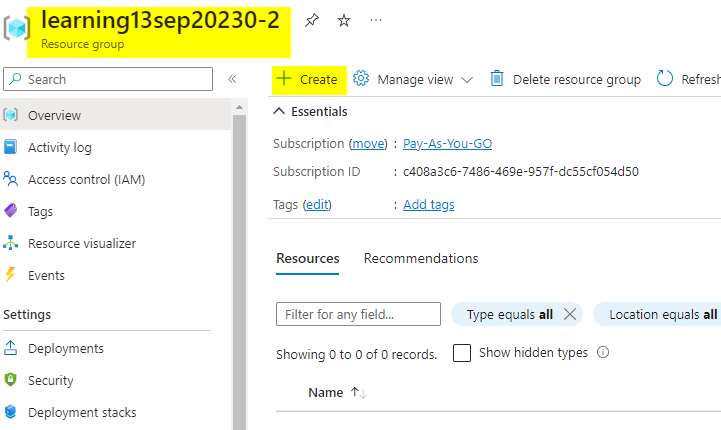 learning13sep20230-2
Resource group
Search
Create
Manage view
Delete resource group
Refresh
Overview
Activity log
Access control (IAM)
Tags
Resource visualizer
Events
Settings
Deployments
Security
Deployment stacks
Essentials
Subscription (move) : Pay-As-You-GO
Subscription ID : c408a3c6-7486-469e-957f-dc55cf054d50
Tags (edit) : Add tags
Resources Recommendations
Filter for any field... Type equals all Location equals all
Showing 0 to 0 of 0 records. Show hidden types
Name